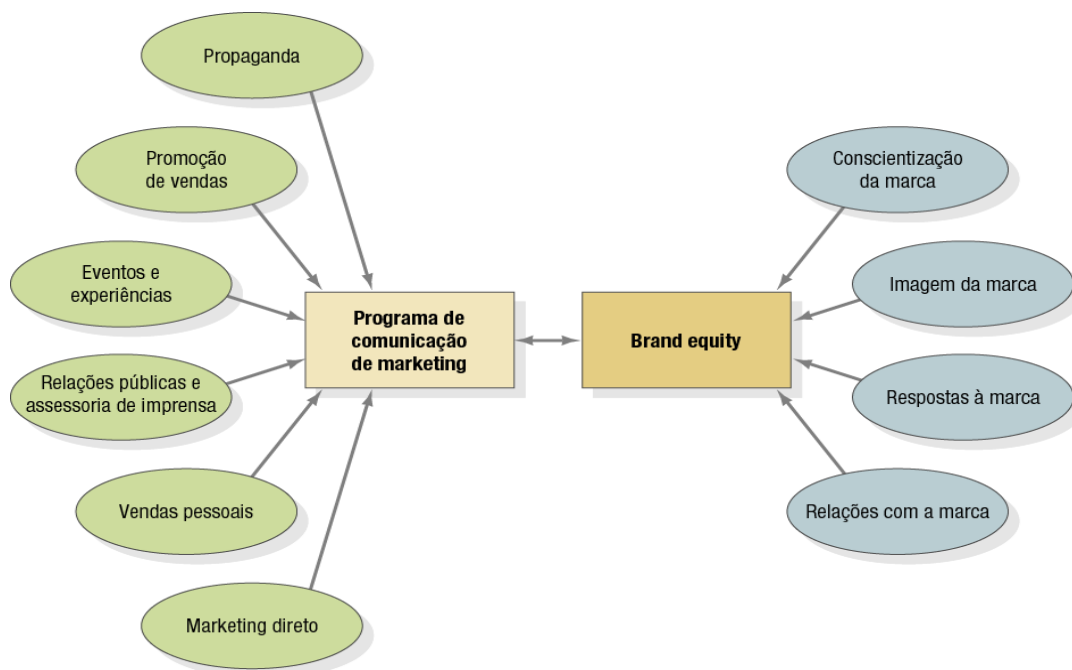 Propaganda
Promoção
de vendas
Eventos e
experiências
Relações públicas e
assessoria de imprensa
Vendas pessoais
Marketing direto
Programa de
comunicação
de marketing
Brand equity
Conscientização
da marca
Imagem da marca
Respostas à marca
Relações com a marca